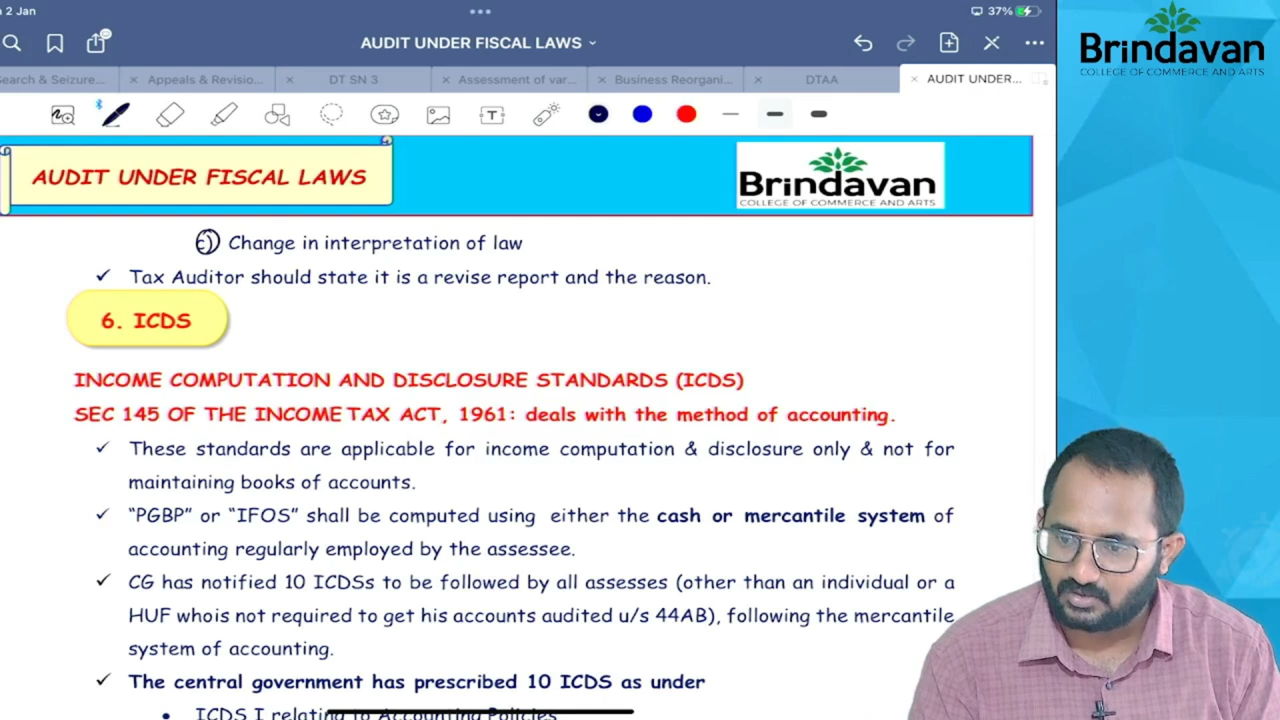 2 Jan
37%
Brindavan
COLLEGE OF COMMERCE AND ARTS
AUDIT UNDER FISCAL LAWS
earch & Seizure...
Appeals & Revisio...
DT SN 3
Assessment of var...
Business Reorgani...
DTAA
AUDIT UNDER...
AUDIT UNDER FISCAL LAWS
Brindavan
COLLEGE OF COMMERCE AND ARTS
Change in interpretation of law
✓ Tax Auditor should state it is a revise report and the reason.
6. ICDS
INCOME COMPUTATION AND DISCLOSURE STANDARDS (ICDS)
SEC 145 OF THE INCOME TAX ACT, 1961: deals with the method of accounting.
✓ These standards are applicable for income computation & disclosure only & not for
maintaining books of accounts.
✓ “PGBP” or “IFOS” shall be computed using either the cash or mercantile system of
accounting regularly employed by the assessee.
✓ CG has notified 10 ICDSs to be followed by all assesses (other than an individual or a
HUF whois not required to get his accounts audited u/s 44AB), following the mercantile
system of accounting.
✓ The central government has prescribed 10 ICDS as under
• ICDS I relating to Accounting Policies